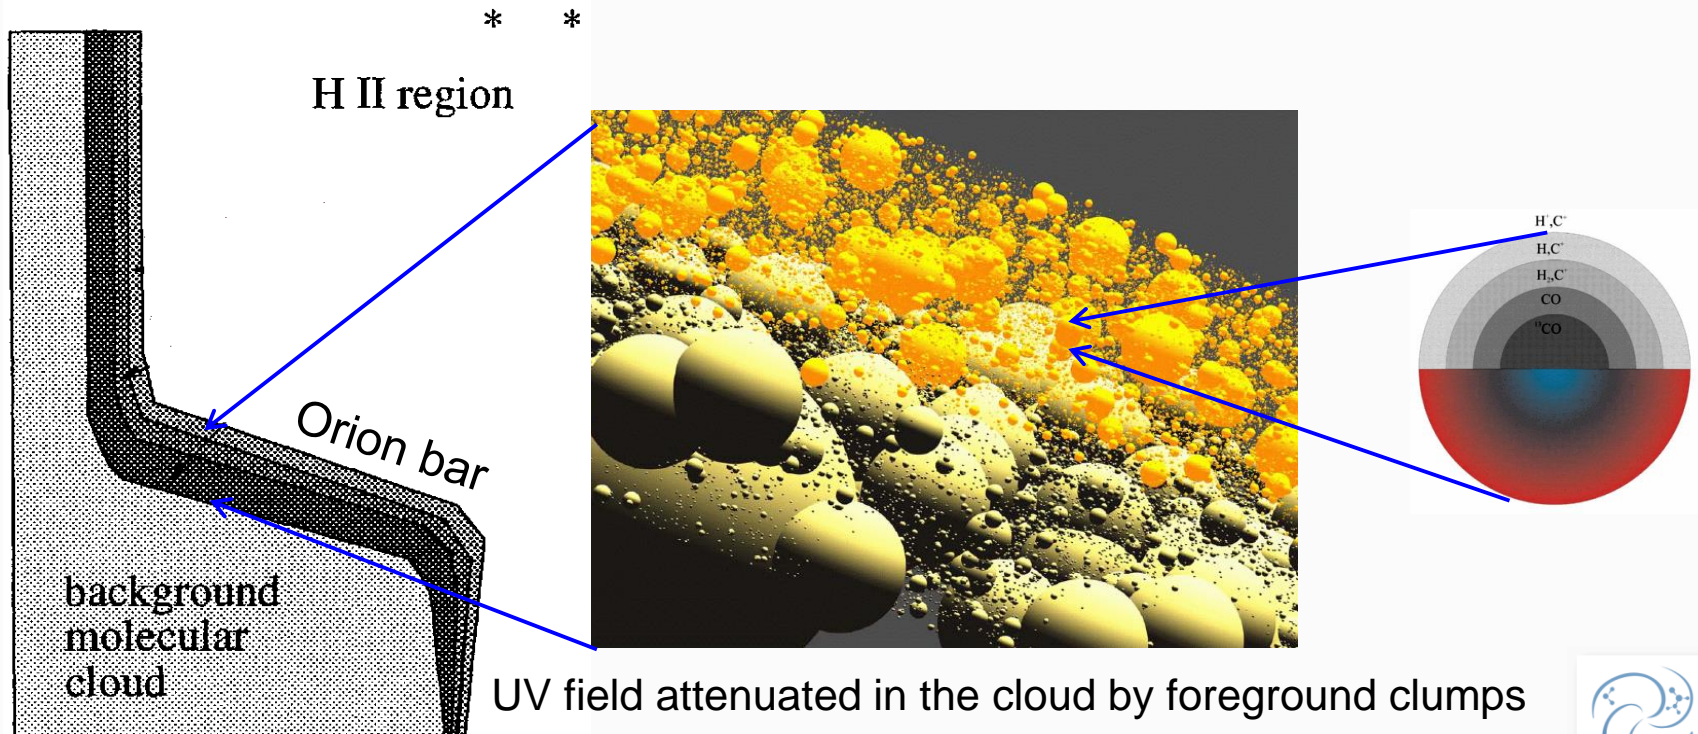 * *
H II region
Orion bar
background
molecular
cloud
H⁺,C⁺
H,C⁺
H₂,C⁺
CO
¹³CO
UV field attenuated in the cloud by foreground clumps